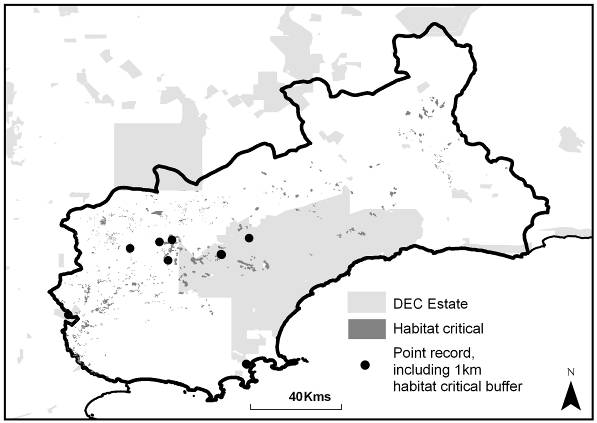 DEC Estate
Habitat critical
Point record,
including 1km
habitat critical buffer
40Kms
N